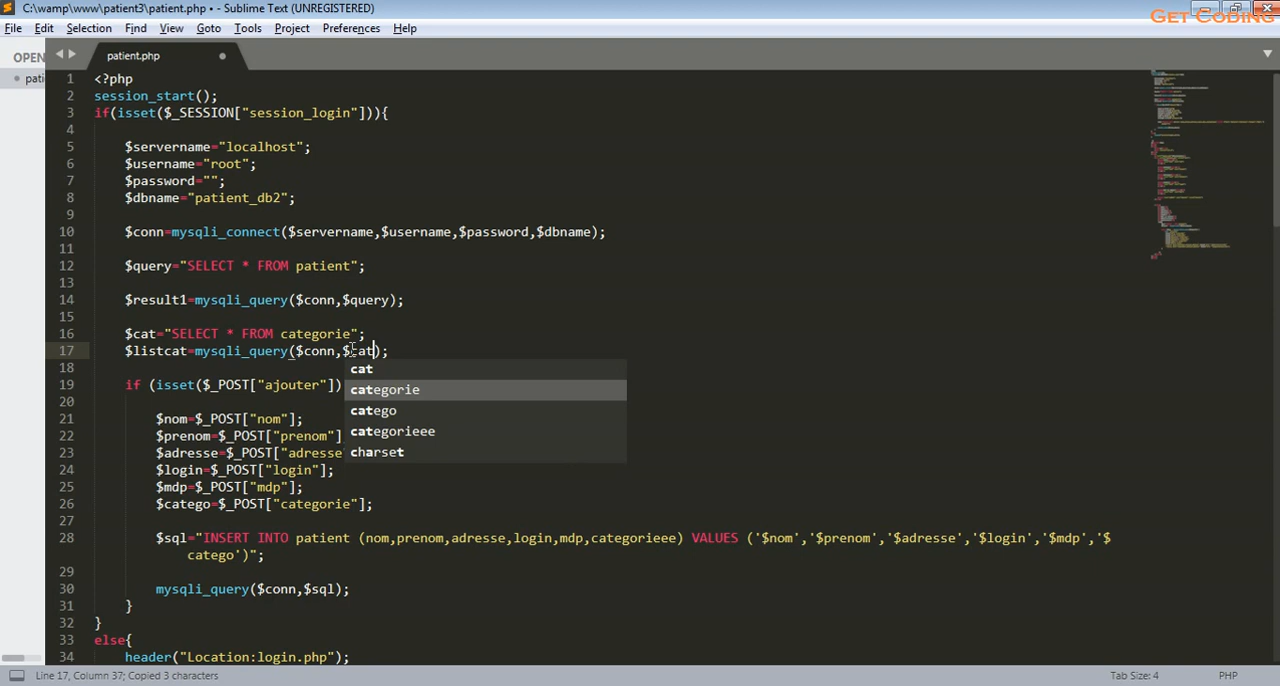 C:\wamp\www\patient3\patient.php • - Sublime Text (UNREGISTERED)
GET CODING
File Edit Selection Find View Goto Tools Project Preferences Help
OPEN
patient.php
pati
1 <?php
2 session_start();
3 if(isset($_SESSION["session_login"])){
4
5 $servername="localhost";
6 $username="root";
7 $password="";
8 $dbname="patient_db2";
9
10 $conn=mysqli_connect($servername,$username,$password,$dbname);
11
12 $query="SELECT * FROM patient";
13
14 $result1=mysqli_query($conn,$query);
15
16 $cat="SELECT * FROM categorie";
17 $listcat=mysqli_query($conn,$cat);
18
cat
19 if (isset($_POST["ajouter"])
categorie
20
catego
21 $nom=$_POST["nom"];
22 $prenom=$_POST["prenom"]
categorieee
23 $adresse=$_POST["adresse
charset
24 $login=$_POST["login"];
25 $mdp=$_POST["mdp"];
26 $catego=$_POST["categorie"];
27
28 $sql="INSERT INTO patient (nom,prenom,adresse,login,mdp,categorieee) VALUES ('$nom','$prenom','$adresse','$login','$mdp','$
catego')";
29
30 mysqli_query($conn,$sql);
31 }
32 }
33 else{
34 header("Location:login.php");
Line 17, Column 37; Copied 3 characters
Tab Size: 4
PHP